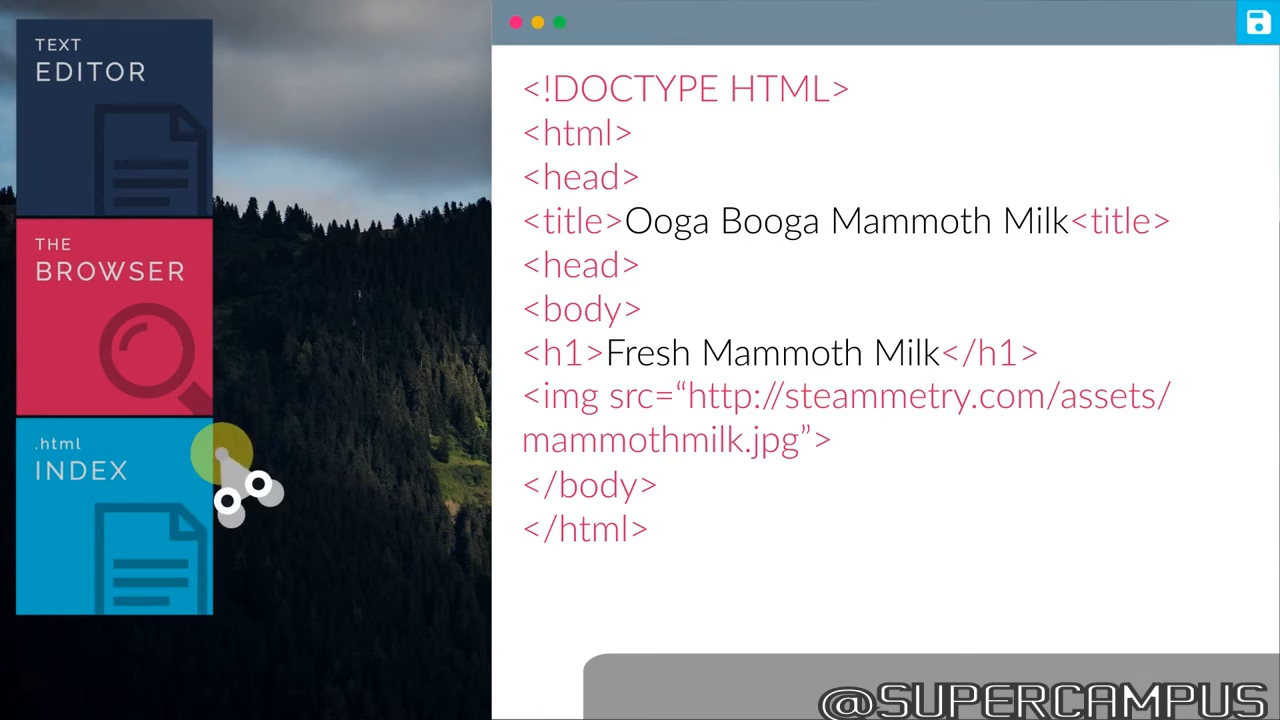 TEXT
EDITOR
THE
BROWSER
.html
INDEX
<!DOCTYPE HTML>
<html>
<head>
<title>Ooga Booga Mammoth Milk<title>
<head>
<body>
<h1>Fresh Mammoth Milk</h1>
<img src=“http://steammetry.com/assets/
mammothmilk.jpg”>
</body>
</html>
@SUPERCAMPUS